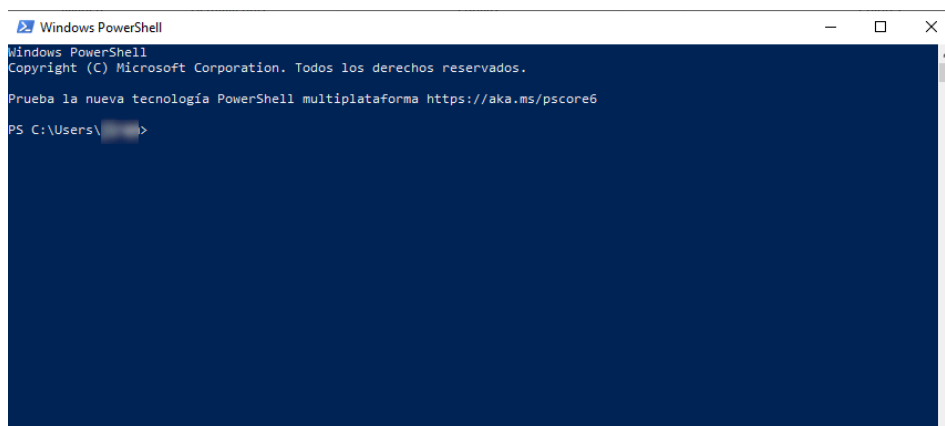 Windows PowerShell
Windows PowerShell
Copyright (C) Microsoft Corporation. Todos los derechos reservados.
Prueba la nueva tecnología PowerShell multiplataforma https://aka.ms/pscore6
PS C:\Users\>